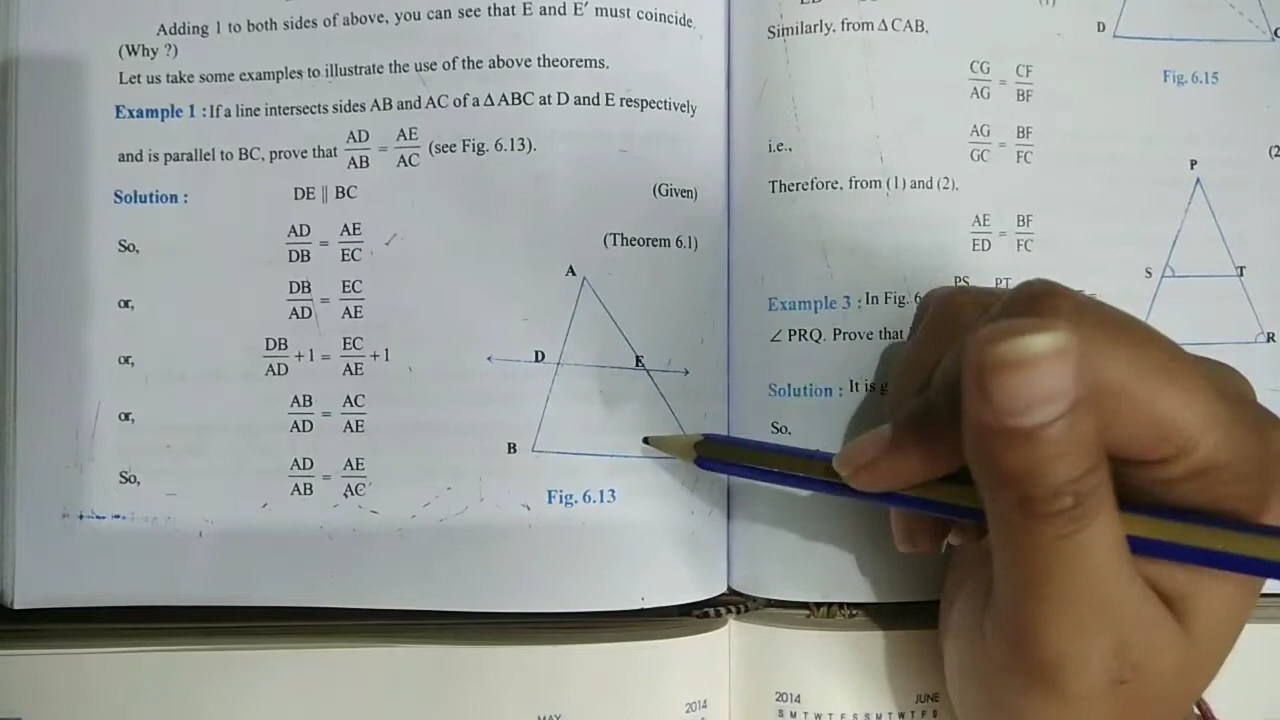 Adding 1 to both sides of above, you can see that E and E′ must coincide.
(Why ?)
Let us take some examples to illustrate the use of the above theorems.
Example 1 : If a line intersects sides AB and AC of a Δ ABC at D and E respectively
and is parallel to BC, prove that AD/AB = AE/AC (see Fig. 6.13).
Solution : DE || BC (Given)
So, AD/DB = AE/EC (Theorem 6.1)
or, DB/AD = EC/AE
or, DB/AD + 1 = EC/AE + 1
or, AB/AD = AC/AE
So, AD/AB = AE/AC
A
D
E
B
Fig. 6.13
(1)
Similarly, from Δ CAB,
CG/AG = CF/BF
i.e., AG/GC = BF/FC (2
Therefore, from (1) and (2),
AE/ED = BF/FC
D
C
Fig. 6.15
Example 3 : In Fig. 6
PS PT
∠ PRQ. Prove that
Solution : It is g
So,
P
S
T
R
2014
MAY
2014
JUNE
S M T W T F S S M T W T F S